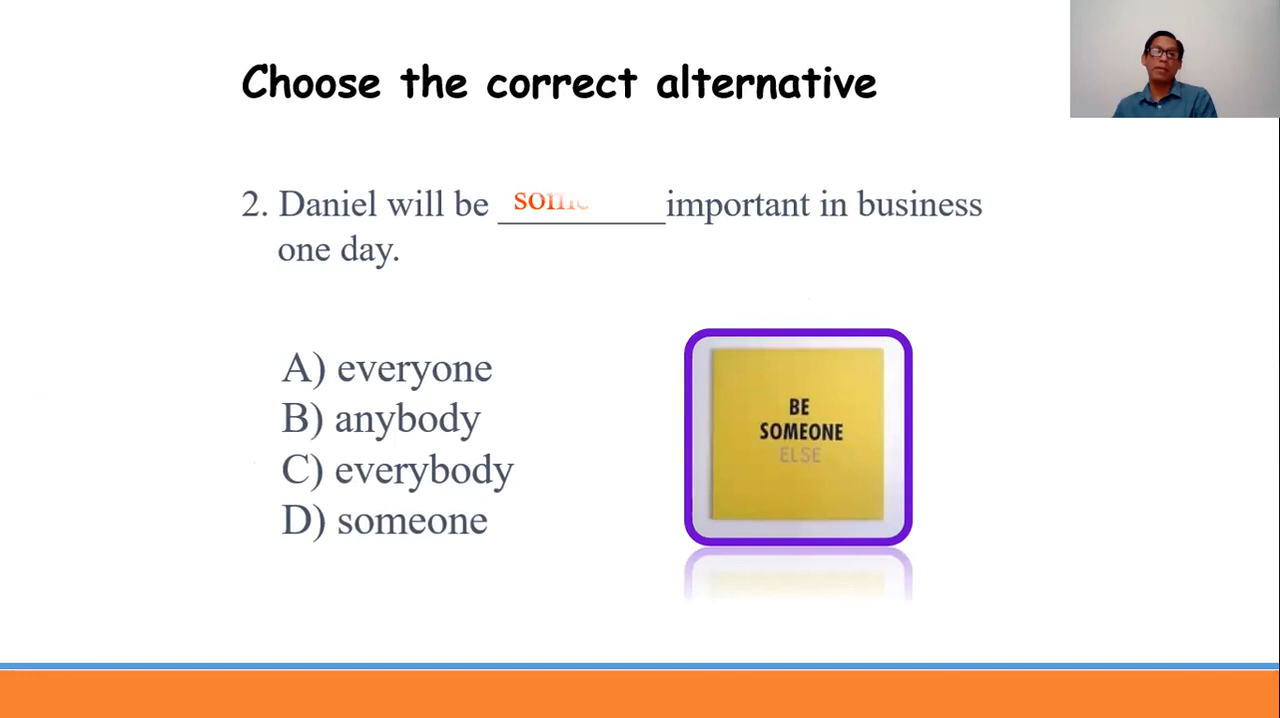 Choose the correct alternative
2. Daniel will be some important in business
one day.
A) everyone
B) anybody
C) everybody
D) someone
BE
SOMEONE
ELSE